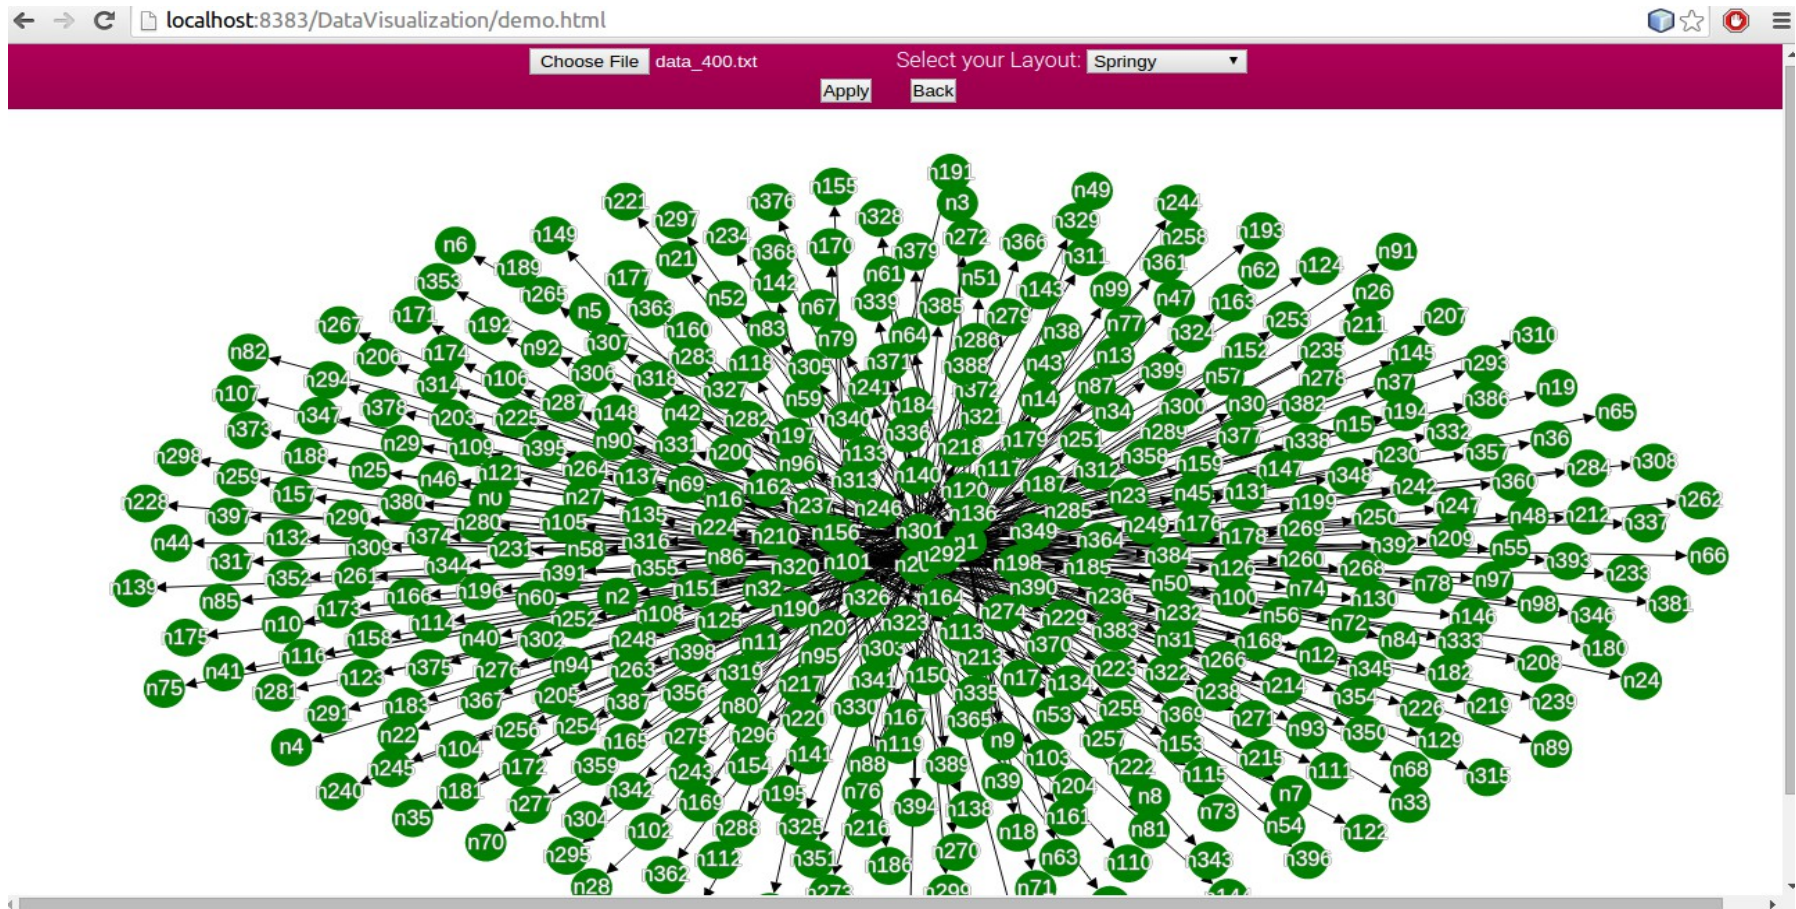 localhost:8383/DataVisualization/demo.html
Choose File data_400.txt Select your Layout: Springy
Apply Back
n191
n155 n49
n221 n376 n3 n244
n297 n328 n329
n149 n234 n272 n366 n258 n193
n6 n368 n170 n379 n311 n91
n189 n21 n361 n62 n124
n353 n177 n142 n61 n51 n143 n99
n265 n363 n52 n339 n385 n47 n163 n26
n171 n5 n67 n279 n253 n207
n267 n192 n160 n83 n79 n64 n286 n38 n77 n324 n211 n310
n82 n206 n174 n92 n307 n283 n118 n305 n371 n388 n43 n13 n152 n235 n145 n293
n107 n294 n314 n106 n306 n318 n327 n59 n241 n372 n14 n87 n399 n57 n278 n37 n19
n373 n347 n378 n203 n225 n287 n148 n42 n282 n340 n184 n321 n34 n300 n30 n382 n194 n386 n65
n298 n188 n29 n109 n395 n90 n331 n200 n197 n133 n336 n218 n179 n251 n289 n377 n338 n15 n332 n36
n259 n25 n46 n121 n264 n137 n69 n162 n96 n313 n140 n117 n312 n358 n159 n147 n348 n230 n357 n284 n308
n228 n157 n380 n27 n16 n237 n246 n120 n187 n23 n45 n131 n199 n242 n360 n262
n397 n290 n280 n105 n135 n224 n156 n301 n136 n285 n249 n176 n269 n250 n247 n48 n212 n337
n44 n132 n309 n374 n231 n58 n316 n86 n210 n101 n292 n1 n349 n364 n384 n178 n260 n392 n209 n55 n66
n139 n317 n352 n261 n344 n391 n355 n320 n198 n185 n50 n126 n268 n78 n97 n393 n233
n85 n173 n166 n196 n60 n2 n151 n32 n326 n164 n390 n236 n100 n74 n130 n98 n381
n175 n10 n158 n114 n40 n252 n108 n125 n190 n20 n323 n274 n229 n232 n56 n72 n146 n346
n41 n116 n375 n302 n248 n398 n11 n95 n303 n113 n370 n383 n31 n168 n12 n84 n333 n180
n75 n281 n123 n276 n94 n263 n319 n217 n341 n150 n213 n17 n134 n223 n322 n266 n214 n345 n182 n208 n24
n291 n183 n367 n205 n387 n356 n80 n220 n330 n167 n335 n53 n255 n238 n354 n226 n219 n239
n4 n22 n104 n256 n254 n165 n275 n296 n141 n119 n365 n9 n257 n369 n153 n271 n93 n350 n129 n89
n240 n245 n181 n172 n359 n243 n154 n88 n389 n103 n222 n115 n215 n111 n68 n315
n35 n277 n342 n169 n195 n76 n394 n39 n204 n8 n73 n7 n33
n70 n304 n102 n288 n325 n216 n138 n18 n161 n81 n54 n122
n295 n362 n112 n351 n186 n270 n63 n110 n343 n396
n28 n273 n299 n71